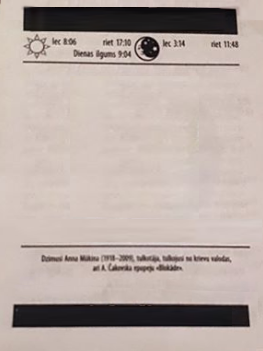 lec 8:06 riet 17:10 lec 3:14 riet 11:48
Dienas ilgums 9:04
Dzimusi Anna Mūkina (1918–2009), tulkotāja, tulkojusi no krievu valodas,
arī A. Čakovska epopeju «Blokāde».